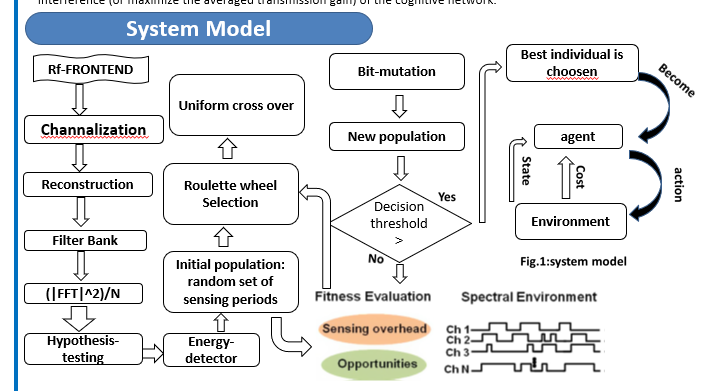 interference (or maximize the averaged transmission gain) of the cognitive network.
System Model
Rf-FRONTEND
Channalization
Reconstruction
Filter Bank
(|FFT|^2)/N
Hypothesis-
testing
Energy-
detector
Initial population:
random set of
sensing periods
Roulette wheel
Selection
Uniform cross over
Bit-mutation
New population
Decision
threshold
>
Yes
No
Fitness Evaluation
Sensing overhead
Opportunities
Spectral Environment
Ch 1
Ch 2
Ch 3
Ch N
Best individual is
choosen
Become
agent
action
State
Cost
Environment
Fig.1:system model